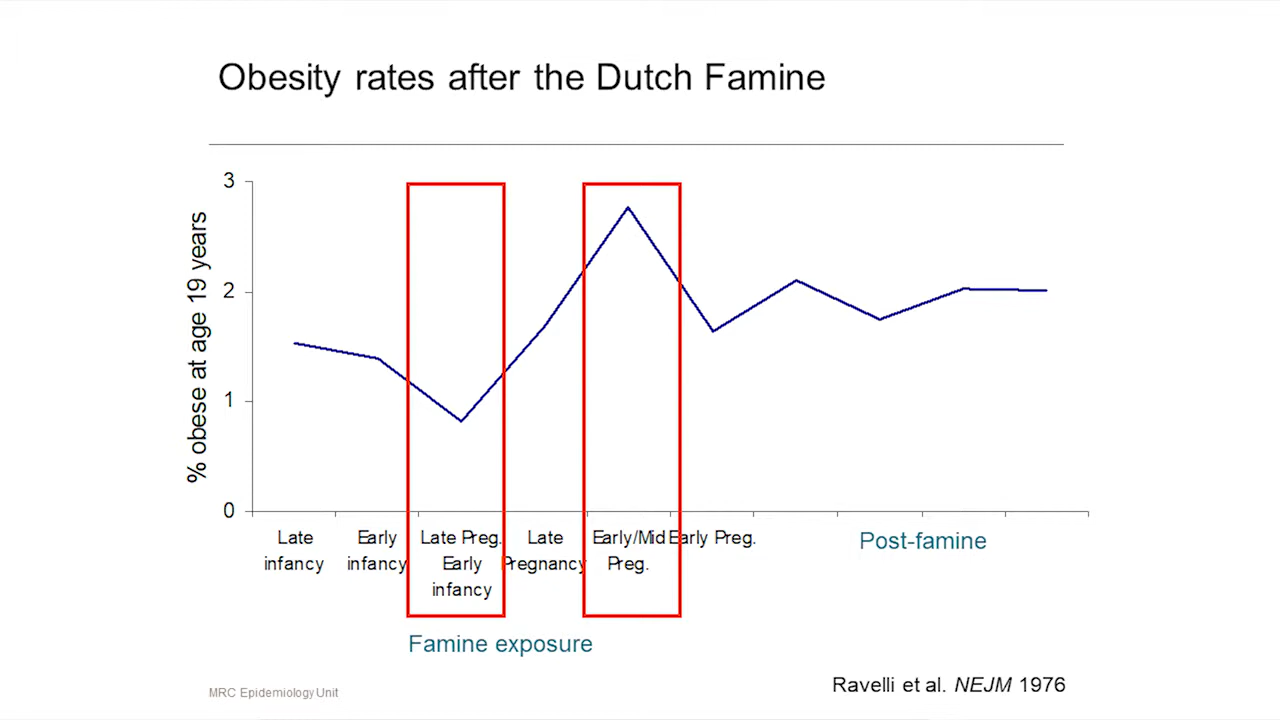 Obesity rates after the Dutch Famine
% obese at age 19 years
3
2
1
0
Late infancy
Early infancy
Late Preg. Early infancy
Late Pregnancy
Early/Mid Preg.
Early Preg.
Post-famine
Famine exposure
MRC Epidemiology Unit
Ravelli et al. NEJM 1976